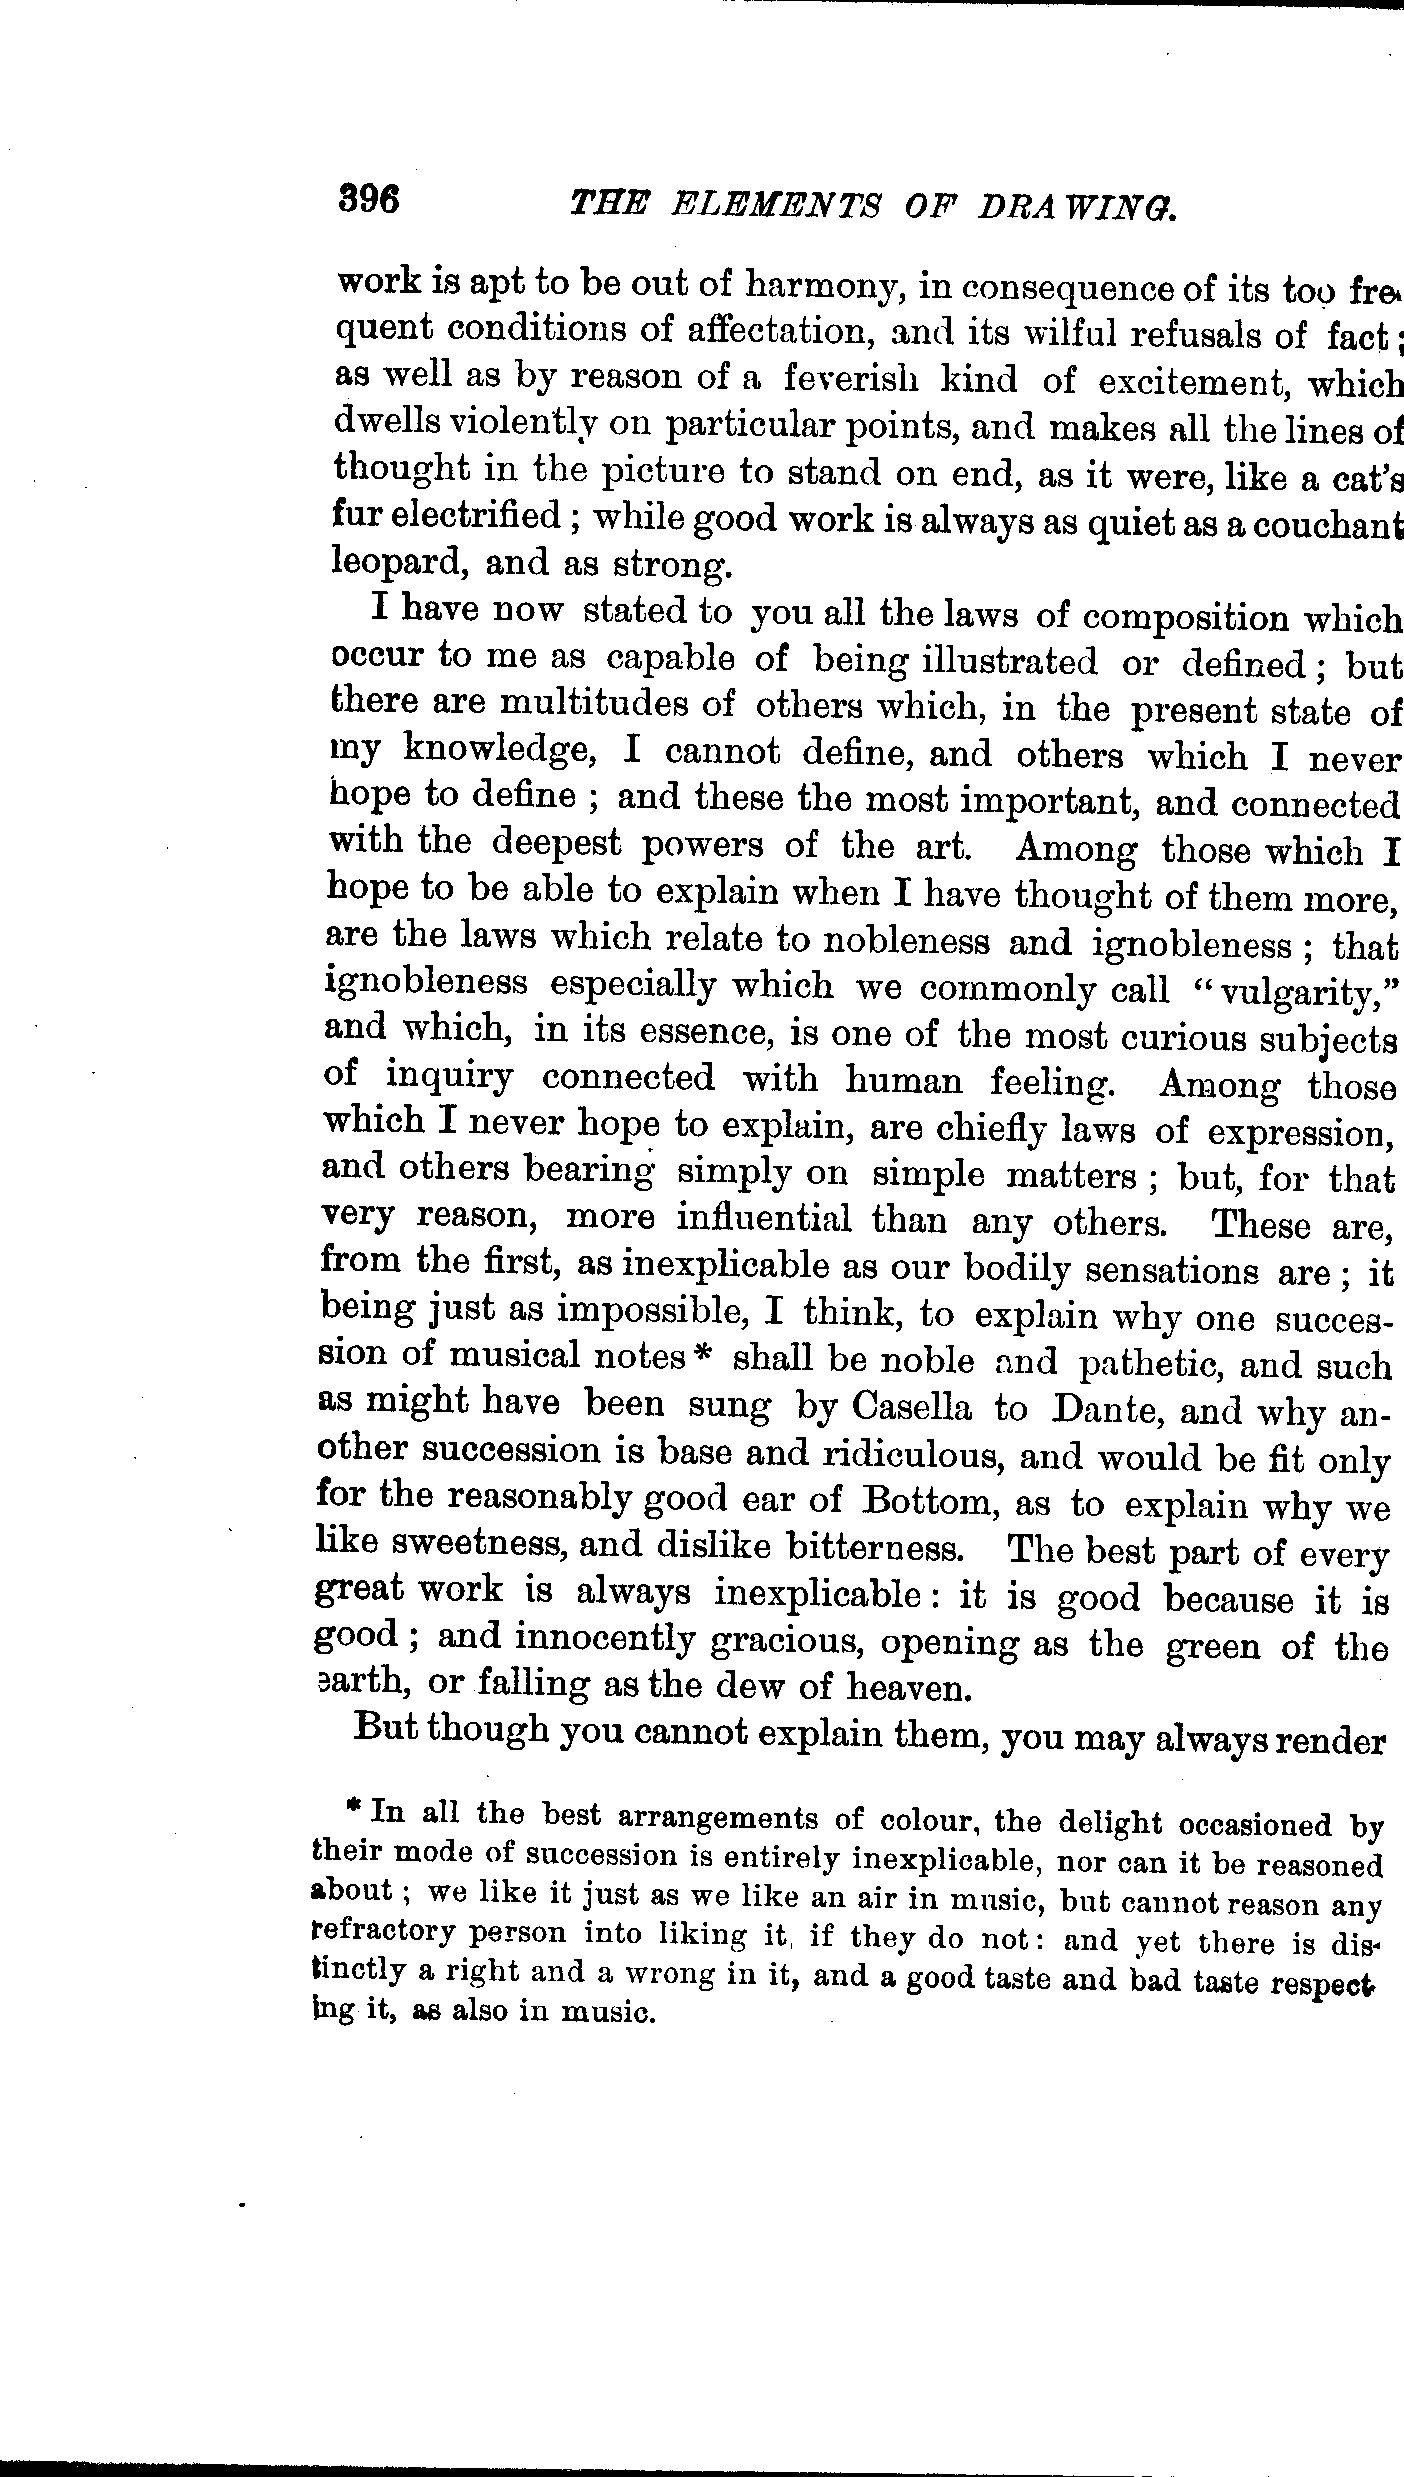 396 THE ELEMENTS OF DRAWING.
work is apt to be out of harmony, in consequence of its too fre-
quent conditions of affectation, and its wilful refusals of fact;
as well as by reason of a feverish kind of excitement, which
dwells violently on particular points, and makes all the lines of
thought in the picture to stand on end, as it were, like a cat's
fur electrified; while good work is always as quiet as a couchant
leopard, and as strong.
I have now stated to you all the laws of composition which
occur to me as capable of being illustrated or defined; but
there are multitudes of others which, in the present state of
my knowledge, I cannot define, and others which I never
hope to define; and these the most important, and connected
with the deepest powers of the art. Among those which I
hope to be able to explain when I have thought of them more,
are the laws which relate to nobleness and ignobleness; that
ignobleness especially which we commonly call "vulgarity,"
and which, in its essence, is one of the most curious subjects
of inquiry connected with human feeling. Among those
which I never hope to explain, are chiefly laws of expression,
and others bearing simply on simple matters; but, for that
very reason, more influential than any others. These are,
from the first, as inexplicable as our bodily sensations are; it
being just as impossible, I think, to explain why one succes-
sion of musical notes* shall be noble and pathetic, and such
as might have been sung by Casella to Dante, and why an-
other succession is base and ridiculous, and would be fit only
for the reasonably good ear of Bottom, as to explain why we
like sweetness, and dislike bitterness. The best part of every
great work is always inexplicable: it is good because it is
good; and innocently gracious, opening as the green of the
earth, or falling as the dew of heaven.
But though you cannot explain them, you may always render
* In all the best arrangements of colour, the delight occasioned by
their mode of succession is entirely inexplicable, nor can it be reasoned
about; we like it just as we like an air in music, but cannot reason any
refractory person into liking it, if they do not: and yet there is dis-
tinctly a right and a wrong in it, and a good taste and bad taste respect-
ing it, as also in music.